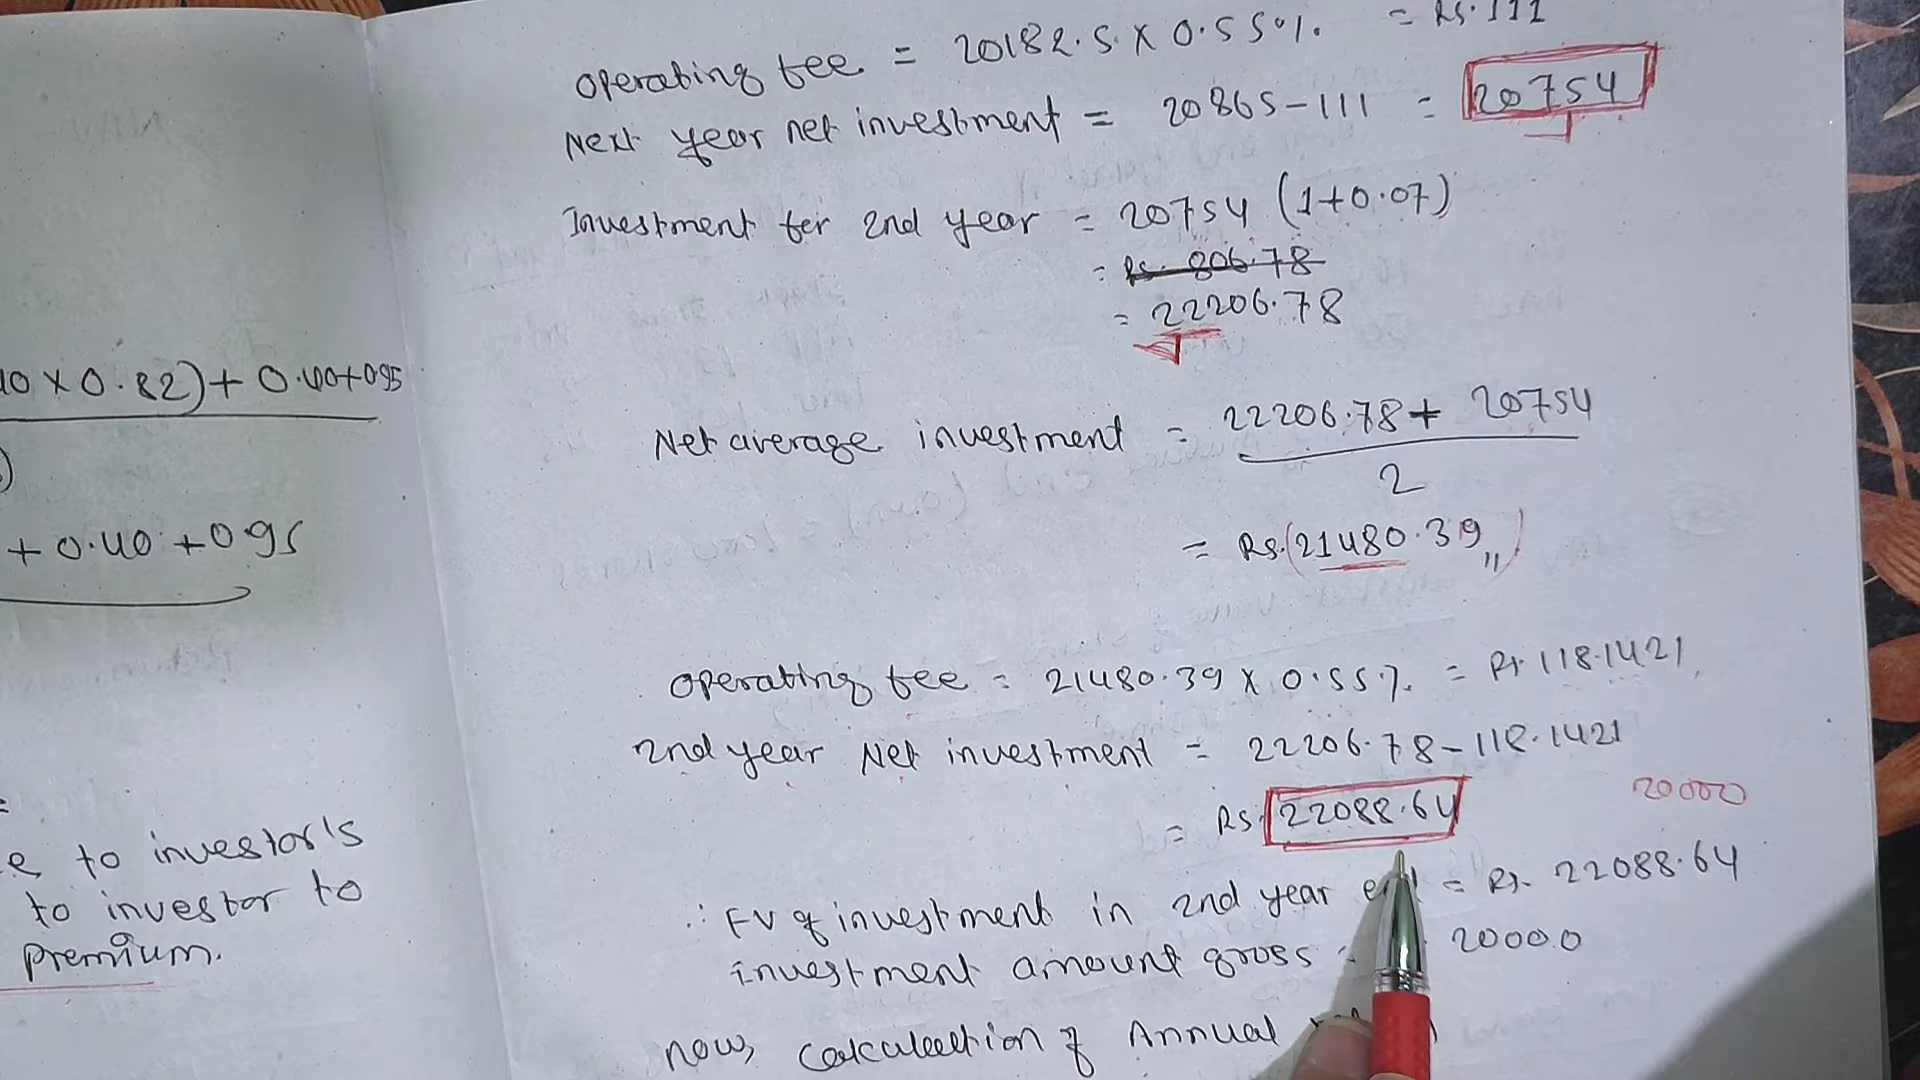 10 x 0.82) + 0.40+095
+ 0.40 + 095
=
e to investor's
to investor to
premium.
operating fee = 20182.5 x 0.55%. = Rs. 111
Next year net investment = 20865-111 = 20754
Investment for 2nd year = 20754 (1+0.07)
= Rs. 806.78
= 22206.78
Net average investment = 22206.78 + 20754
2
= Rs. (21480.39,,)
operating fee = 21480.39 x 0.55%. = Rs. 118.1421
2nd year Net investment = 22206.78-118.1421
= Rs. 22088.64
20000
∴ FV of investment in 2nd year = Rs. 22088.64
investment amount gross = 20000
now, calculation of Annual